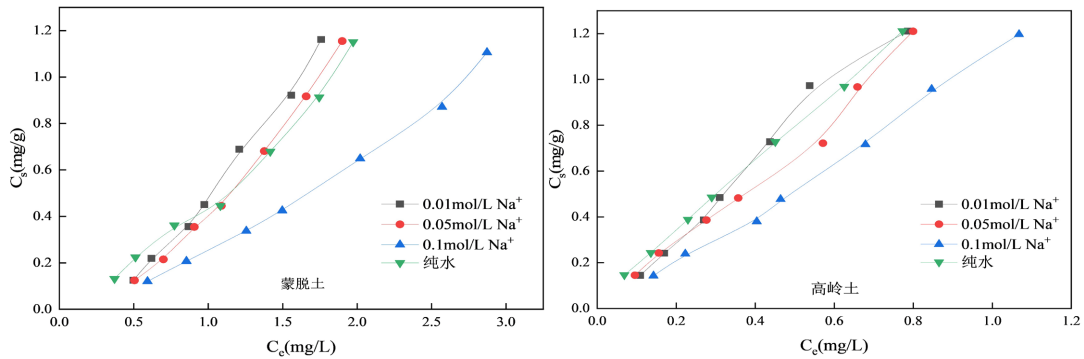 1.2
1.0
0.8
0.6
0.4
0.2
0.0
Cs(mg/g)
0.01mol/L Na+
0.05mol/L Na+
0.1mol/L Na+
纯水
蒙脱土
0.0 0.5 1.0 1.5 2.0 2.5 3.0
Ce(mg/L)
1.2
1.0
0.8
0.6
0.4
0.2
0.0
Cs(mg/g)
0.01mol/L Na+
0.05mol/L Na+
0.1mol/L Na+
纯水
高岭土
0.0 0.2 0.4 0.6 0.8 1.0 1.2
Ce(mg/L)